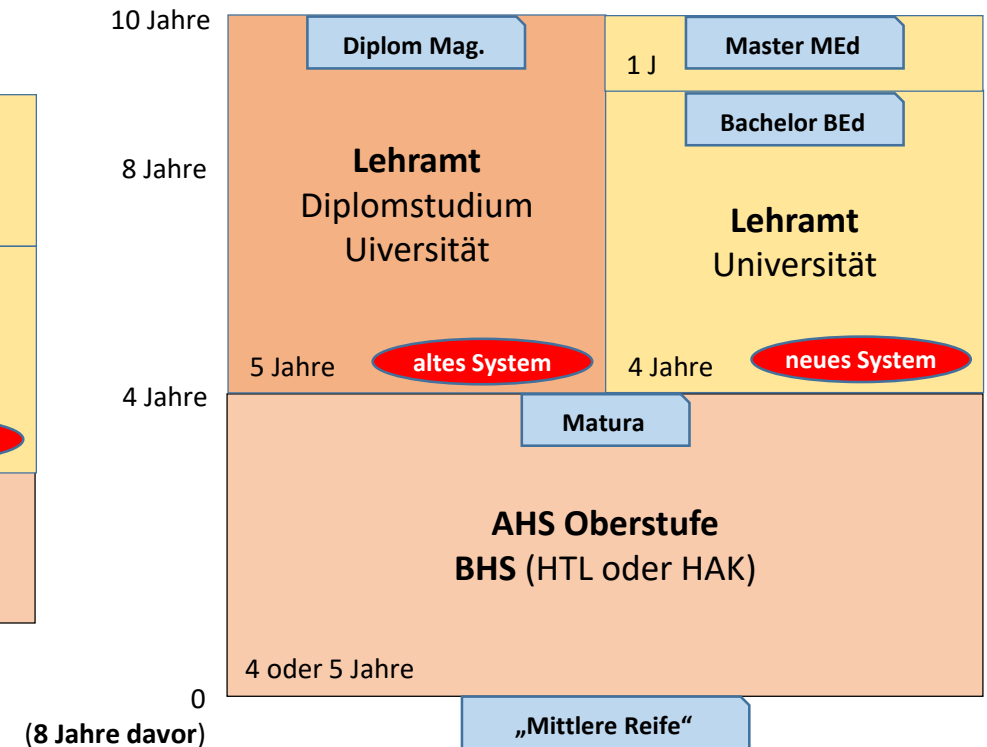 10 Jahre
Diplom Mag.
Master MEd
1 J
Bachelor BEd
8 Jahre
Lehramt
Diplomstudium
Uiversität
Lehramt
Universität
5 Jahre
altes System
4 Jahre
neues System
4 Jahre
Matura
AHS Oberstufe
BHS (HTL oder HAK)
4 oder 5 Jahre
0
(8 Jahre davor)
„Mittlere Reife“